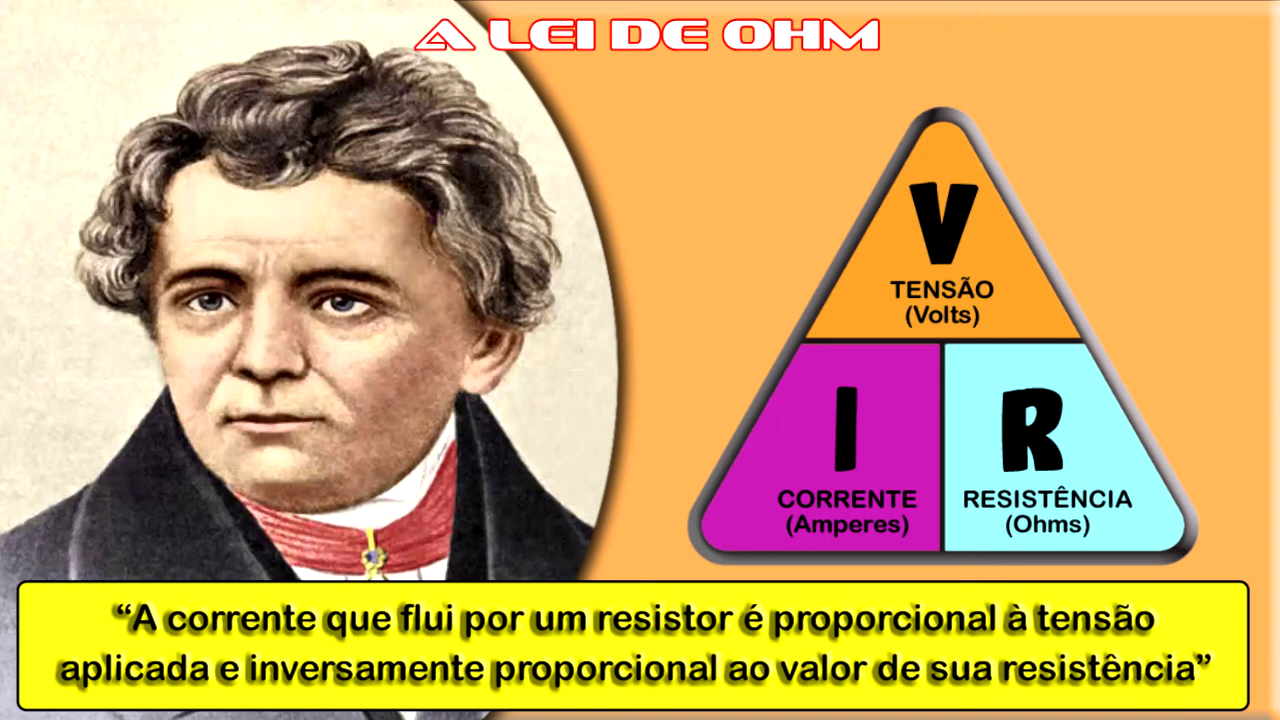 A LEI DE OHM
V
TENSÃO
(Volts)
I
CORRENTE
(Amperes)
R
RESISTÊNCIA
(Ohms)
“A corrente que flui por um resistor é proporcional à tensão
aplicada e inversamente proporcional ao valor de sua resistência”